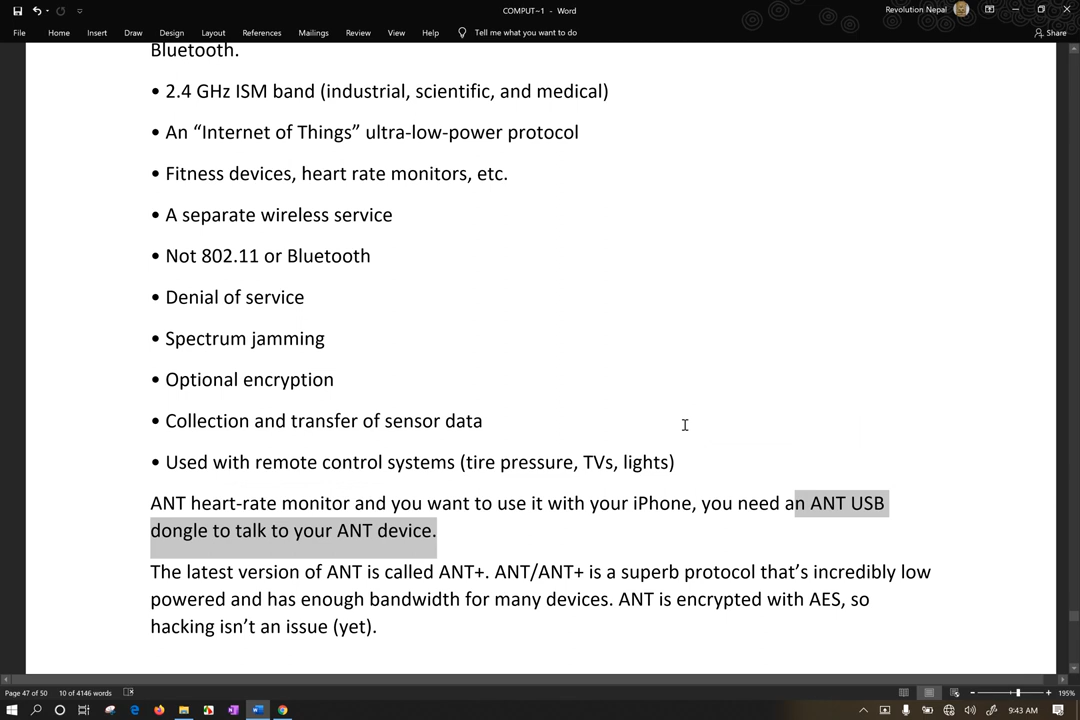 COMPUT~1 - Word
Revolution Nepal
File Home Insert Draw Design Layout References Mailings Review View Help Tell me what you want to do Share
Bluetooth.
• 2.4 GHz ISM band (industrial, scientific, and medical)
• An “Internet of Things” ultra-low-power protocol
• Fitness devices, heart rate monitors, etc.
• A separate wireless service
• Not 802.11 or Bluetooth
• Denial of service
• Spectrum jamming
• Optional encryption
• Collection and transfer of sensor data
• Used with remote control systems (tire pressure, TVs, lights)
ANT heart-rate monitor and you want to use it with your iPhone, you need an ANT USB
dongle to talk to your ANT device.
The latest version of ANT is called ANT+. ANT/ANT+ is a superb protocol that’s incredibly low
powered and has enough bandwidth for many devices. ANT is encrypted with AES, so
hacking isn’t an issue (yet).
Page 47 of 50 10 of 4146 words 195%
9:43 AM